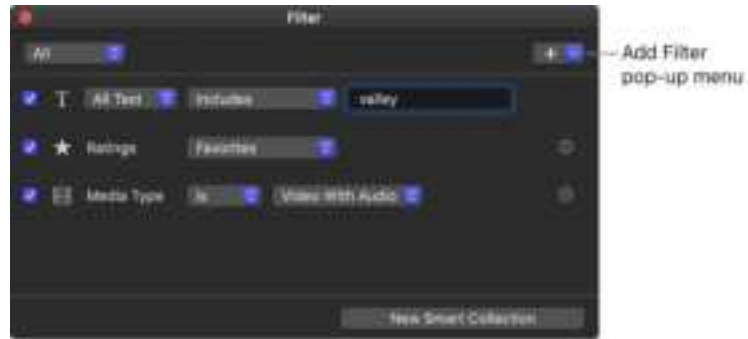 Filter
All
+
Add Filter
pop-up menu
T All Text Includes valley
Ratings Favorites
Media Type Is Video With Audio
New Smart Collection